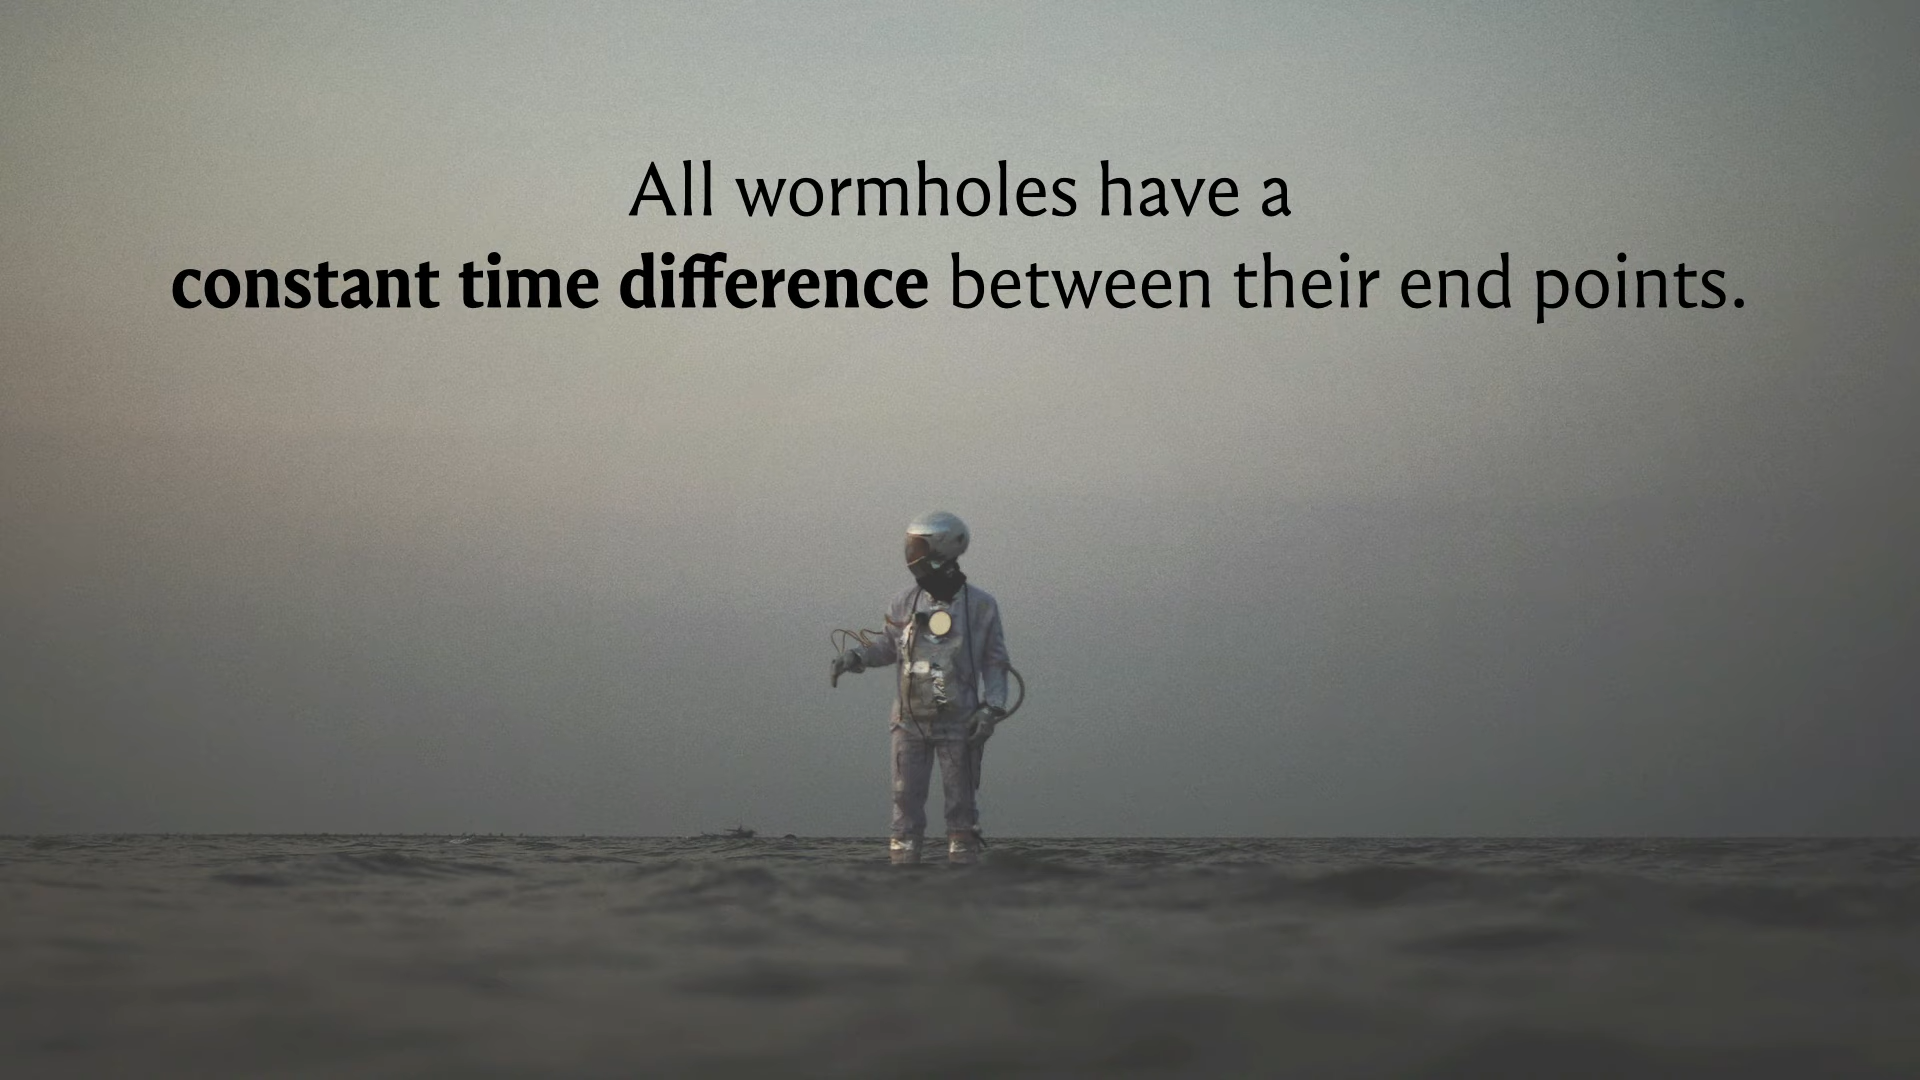 All wormholes have a
constant time difference between their end points.